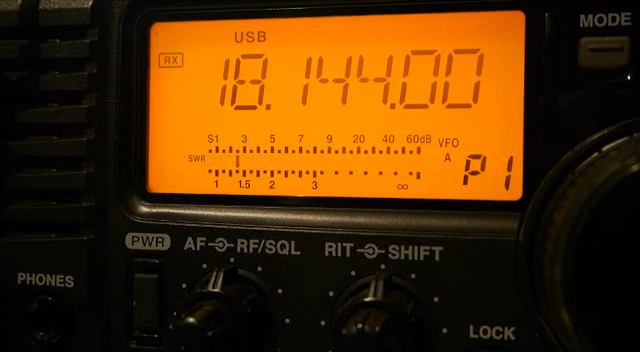 MODE
USB
RX
18.144.00
S1 3 5 7 9 20 40 60dB
VFO
A
SWR
P1
1 1.5 2 3 ∞
PWR
AF RF/SQL
RIT SHIFT
PHONES
LOCK